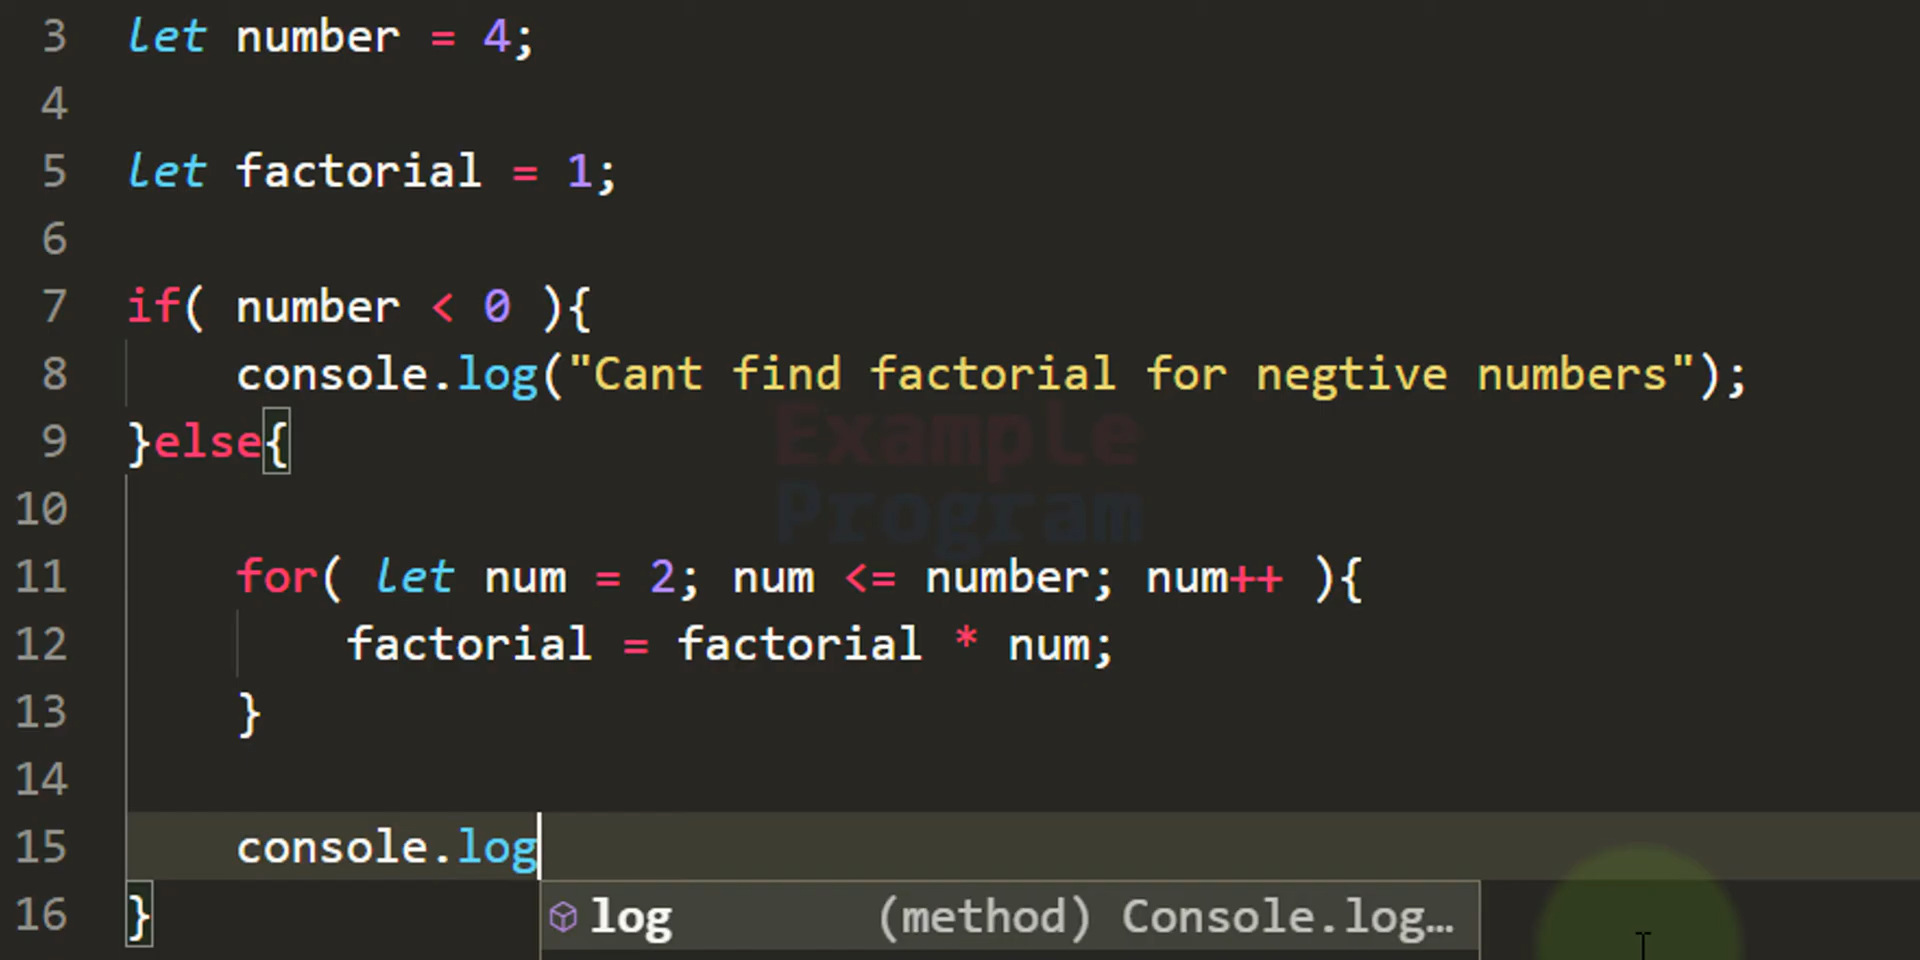 3 let number = 4;
4
5 let factorial = 1;
6
7 if( number < 0 ){
8 console.log("Cant find factorial for negtive numbers");
9 }else{
Example
Program
10
11 for( let num = 2; num <= number; num++ ){
12 factorial = factorial * num;
13 }
14
15 console.log
16 }
log (method) Console.log…